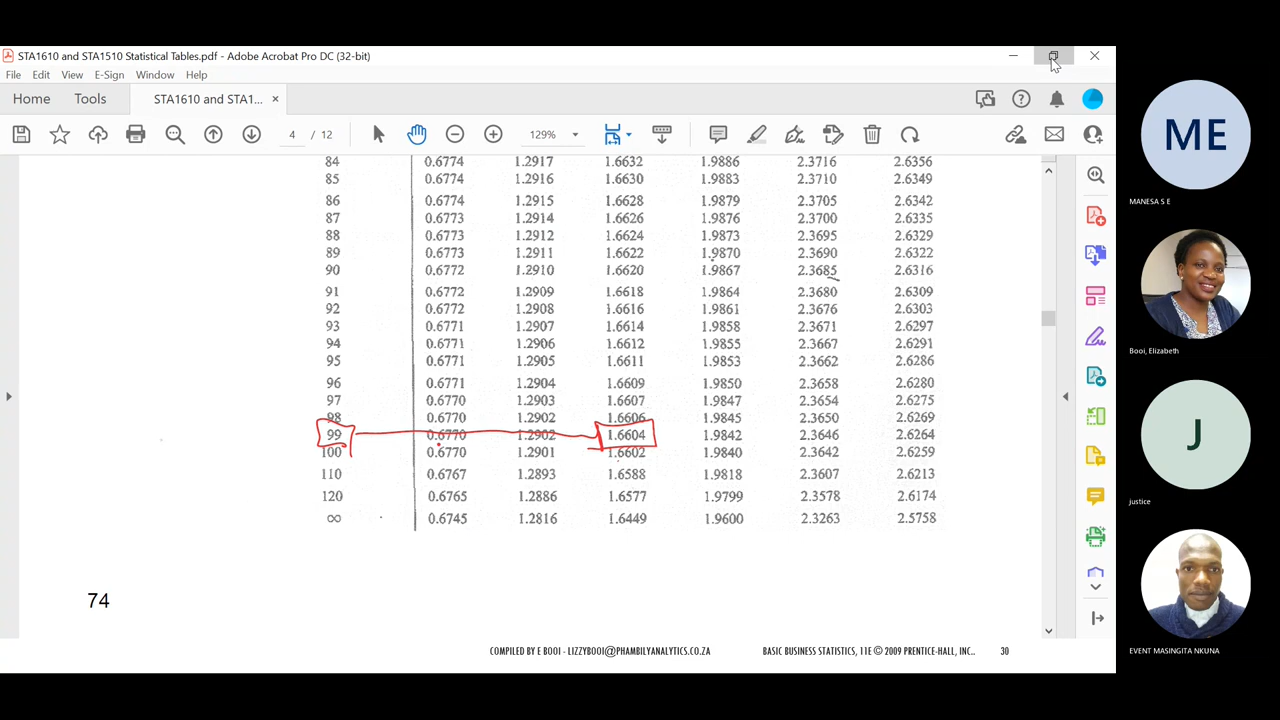 STA1610 and STA1510 Statistical Tables.pdf - Adobe Acrobat Pro DC (32-bit)
File Edit View E-Sign Window Help
Home Tools STA1610 and STA1... ×
4 / 12 129%
84 0.6774 1.2917 1.6632 1.9886 2.3716 2.6356
85 0.6774 1.2916 1.6630 1.9883 2.3710 2.6349
86 0.6774 1.2915 1.6628 1.9879 2.3705 2.6342
87 0.6773 1.2914 1.6626 1.9876 2.3700 2.6335
88 0.6773 1.2912 1.6624 1.9873 2.3695 2.6329
89 0.6773 1.2911 1.6622 1.9870 2.3690 2.6322
90 0.6772 1.2910 1.6620 1.9867 2.3685 2.6316
91 0.6772 1.2909 1.6618 1.9864 2.3680 2.6309
92 0.6772 1.2908 1.6616 1.9861 2.3676 2.6303
93 0.6771 1.2907 1.6614 1.9858 2.3671 2.6297
94 0.6771 1.2906 1.6612 1.9855 2.3667 2.6291
95 0.6771 1.2905 1.6611 1.9853 2.3662 2.6286
96 0.6771 1.2904 1.6609 1.9850 2.3658 2.6280
97 0.6770 1.2903 1.6607 1.9847 2.3654 2.6275
98 0.6770 1.2902 1.6606 1.9845 2.3650 2.6269
99 0.6770 1.2902 1.6604 1.9842 2.3646 2.6264
100 0.6770 1.2901 1.6602 1.9840 2.3642 2.6259
110 0.6767 1.2893 1.6588 1.9818 2.3607 2.6213
120 0.6765 1.2886 1.6577 1.9799 2.3578 2.6174
∞ 0.6745 1.2816 1.6449 1.9600 2.3263 2.5758
74
COMPILED BY E BOOI - LIZZYBOOI@PHAMBILYANALYTICS.CO.ZA BASIC BUSINESS STATISTICS, 11E © 2009 PRENTICE-HALL, INC.. 30
ME
MANESA S E
Booi, Elizabeth
J
justice
EVENT MASINGITA NKUNA